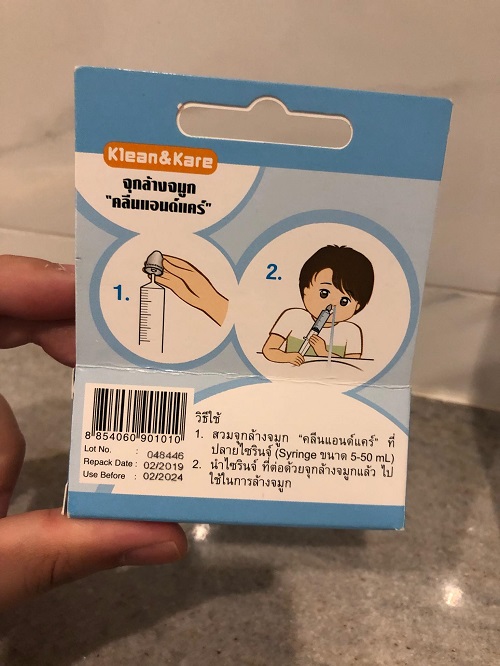 Klean&Kare
จุกล้างจมูก
"คลีนแอนด์แคร์"
1.
2.
8 854060 901010
Lot No. : 048446
Repack Date : 02/2019
Use Before : 02/2024
วิธีใช้
1. สวมจุกล้างจมูก "คลีนแอนด์แคร์" ที่
ปลายไซรินจ์ (Syringe ขนาด 5-50 mL)
2. นำไซรินจ์ ที่ต่อด้วยจุกล้างจมูกแล้ว ไป
ใช้ในการล้างจมูก